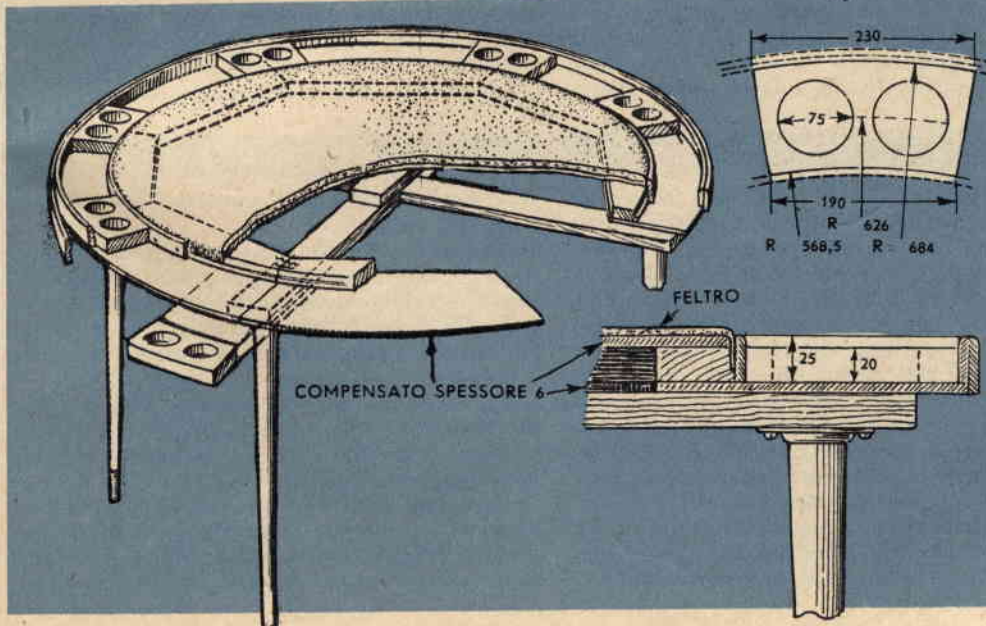 230
75
190
R 626
R 568,5 R 684
FELTRO
25 20
COMPENSATO SPESSORE 6